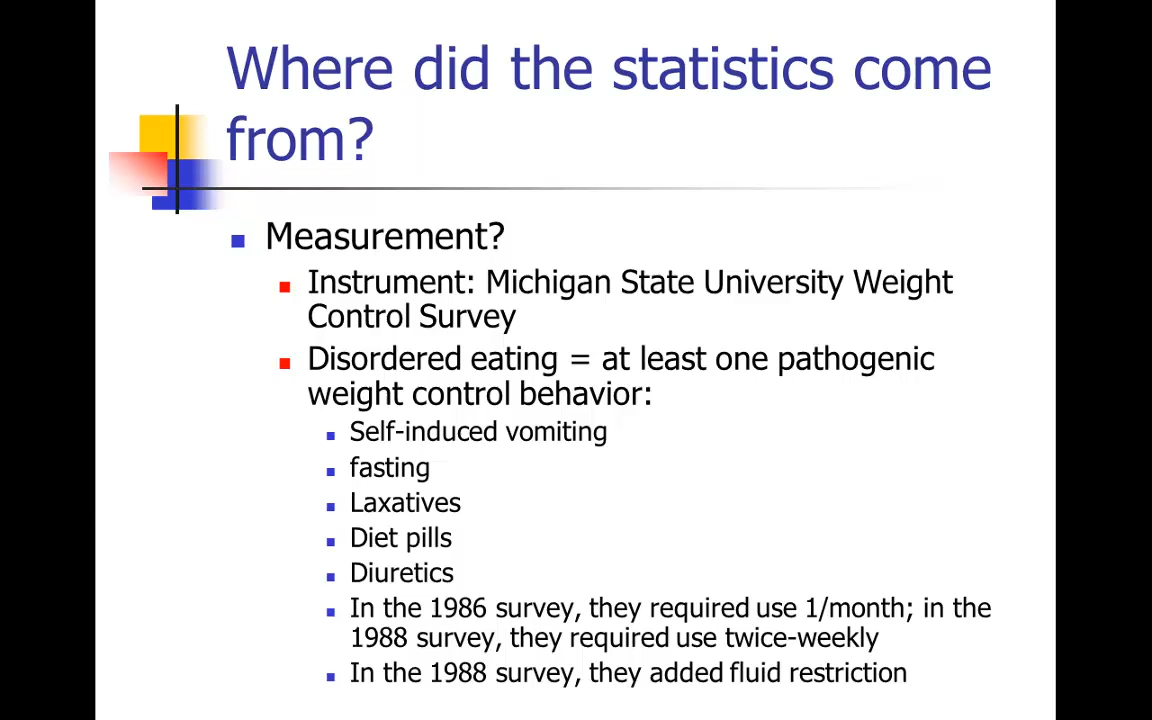 Where did the statistics come
from?
Measurement?
Instrument: Michigan State University Weight
Control Survey
Disordered eating = at least one pathogenic
weight control behavior:
Self-induced vomiting
fasting
Laxatives
Diet pills
Diuretics
In the 1986 survey, they required use 1/month; in the
1988 survey, they required use twice-weekly
In the 1988 survey, they added fluid restriction